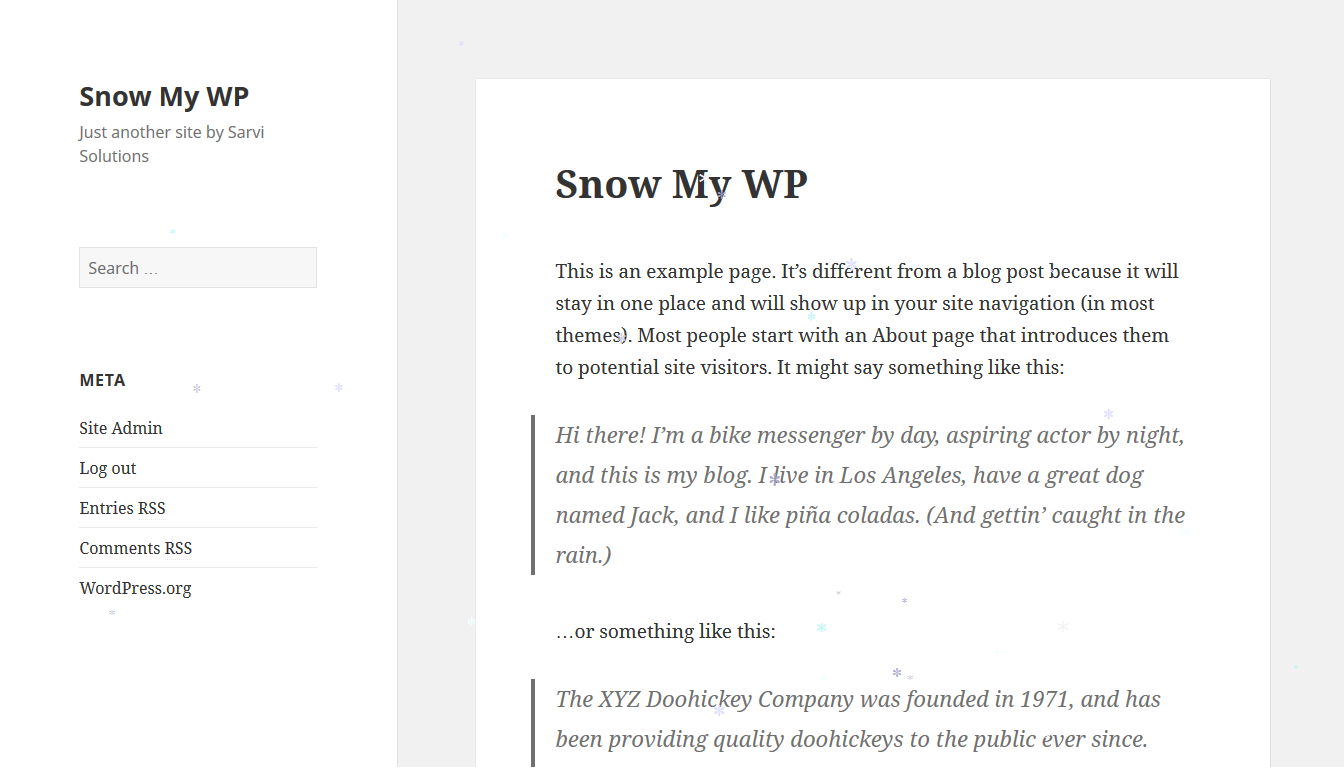 Snow My WP
Just another site by Sarvi
Solutions
Search …
META
Site Admin
Log out
Entries RSS
Comments RSS
WordPress.org
Snow My WP
This is an example page. It’s different from a blog post because it will
stay in one place and will show up in your site navigation (in most
themes). Most people start with an About page that introduces them
to potential site visitors. It might say something like this:
Hi there! I’m a bike messenger by day, aspiring actor by night,
and this is my blog. I live in Los Angeles, have a great dog
named Jack, and I like piña coladas. (And gettin’ caught in the
rain.)
…or something like this:
The XYZ Doohickey Company was founded in 1971, and has
been providing quality doohickeys to the public ever since.